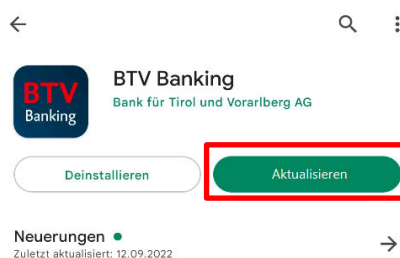 BTV
Banking
BTV Banking
Bank für Tirol und Vorarlberg AG
Deinstallieren
Aktualisieren
Neuerungen
Zuletzt aktualisiert: 12.09.2022